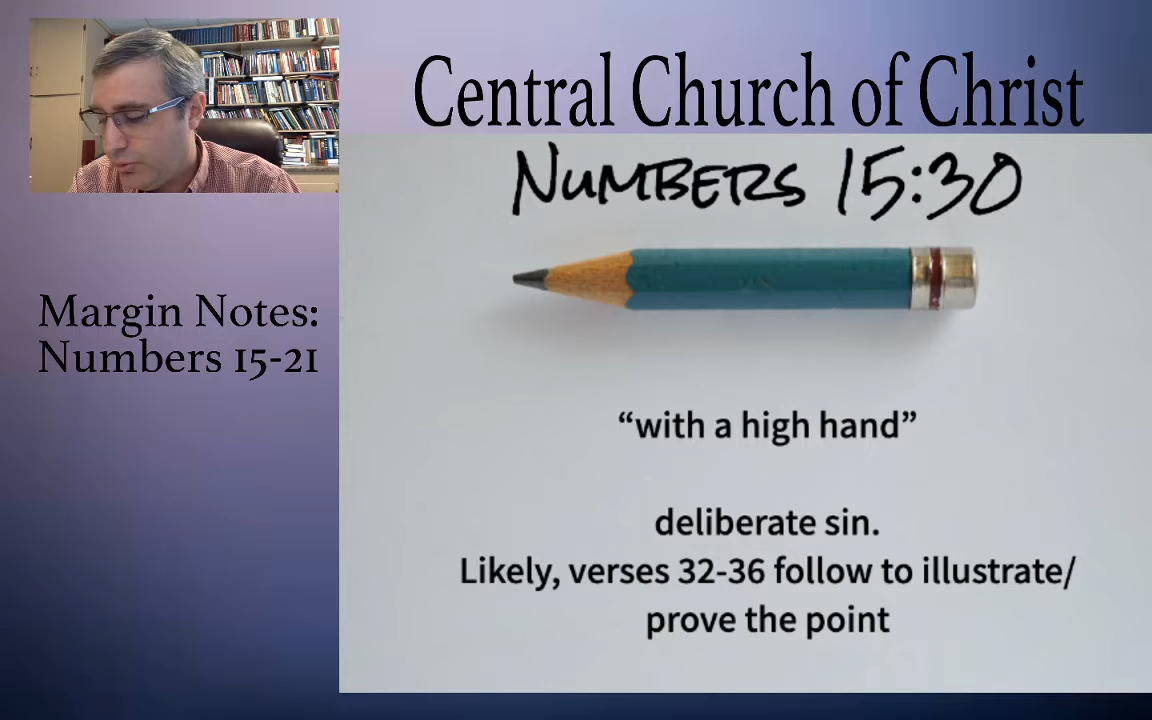 Central Church of Christ
NUMBERS 15:30
Margin Notes:
Numbers 15-21
“with a high hand”
deliberate sin.
Likely, verses 32-36 follow to illustrate/
prove the point